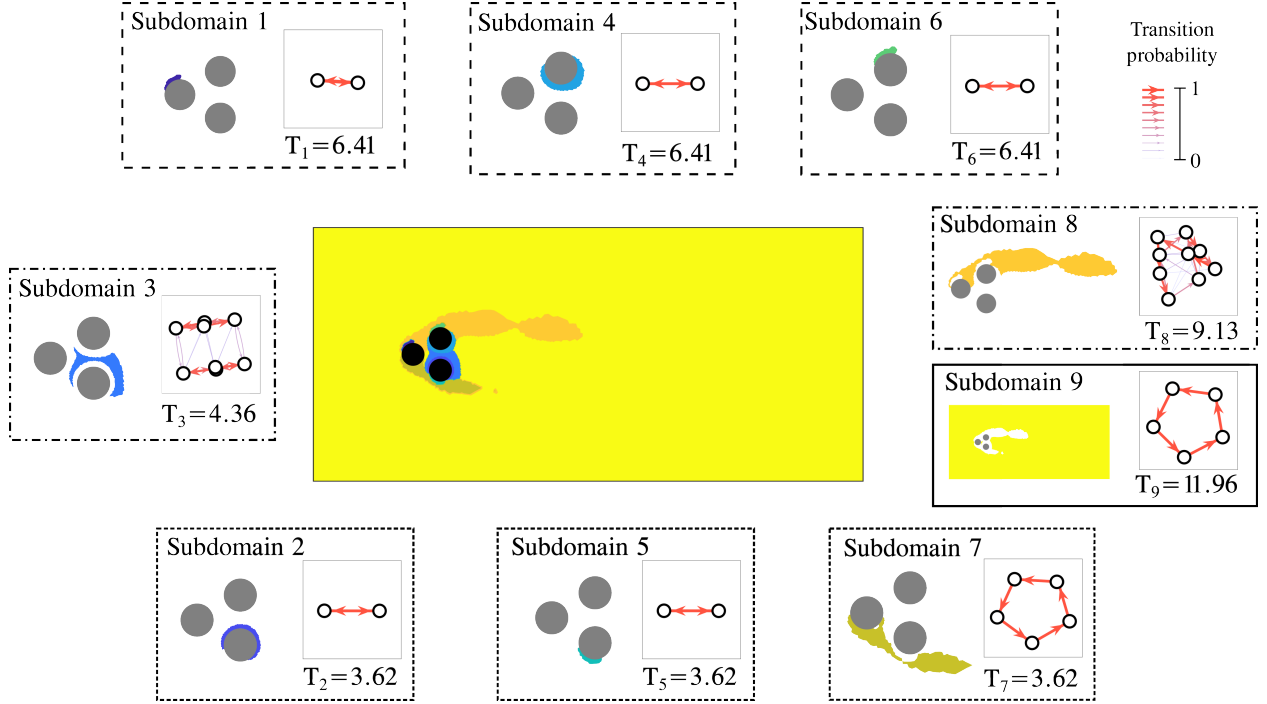 Subdomain 1
T₁=6.41
Subdomain 4
T₄=6.41
Subdomain 6
T₆=6.41
Transition
probability
1
0
Subdomain 3
T₃=4.36
Subdomain 8
T₈=9.13
Subdomain 9
T₉=11.96
Subdomain 2
T₂=3.62
Subdomain 5
T₅=3.62
Subdomain 7
T₇=3.62